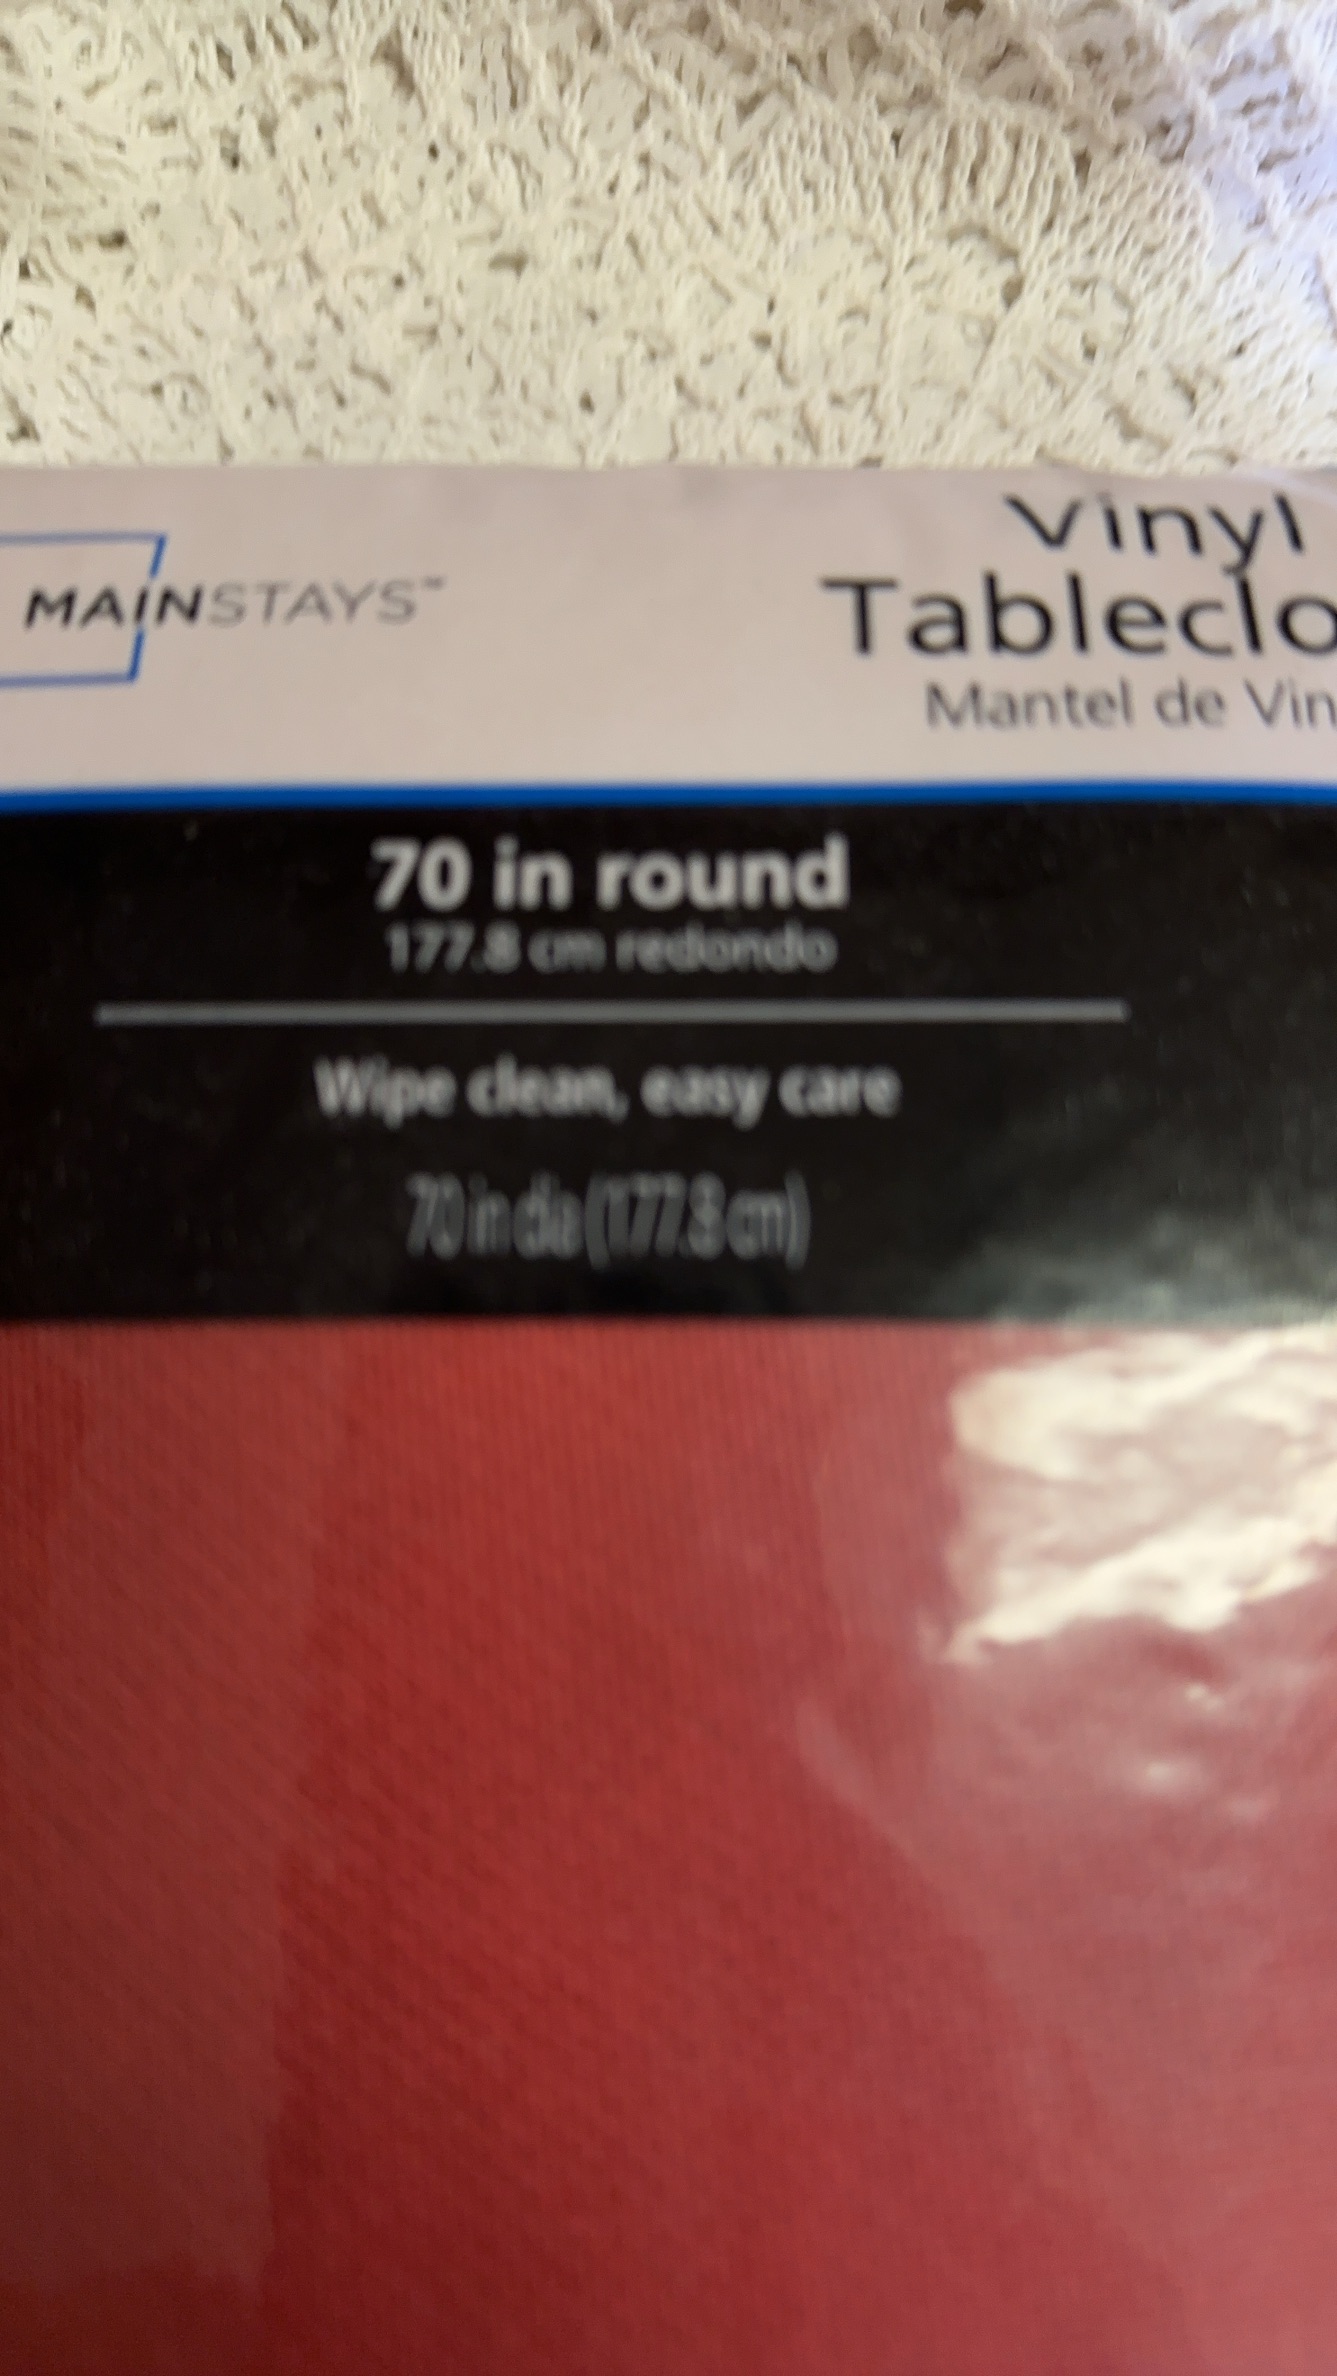 MAINSTAYS™
Vinyl
Tableclo
Mantel de Vin
70 in round
177.8 cm redondo
Wipe clean, easy care
70 in dia (177.8 cm)